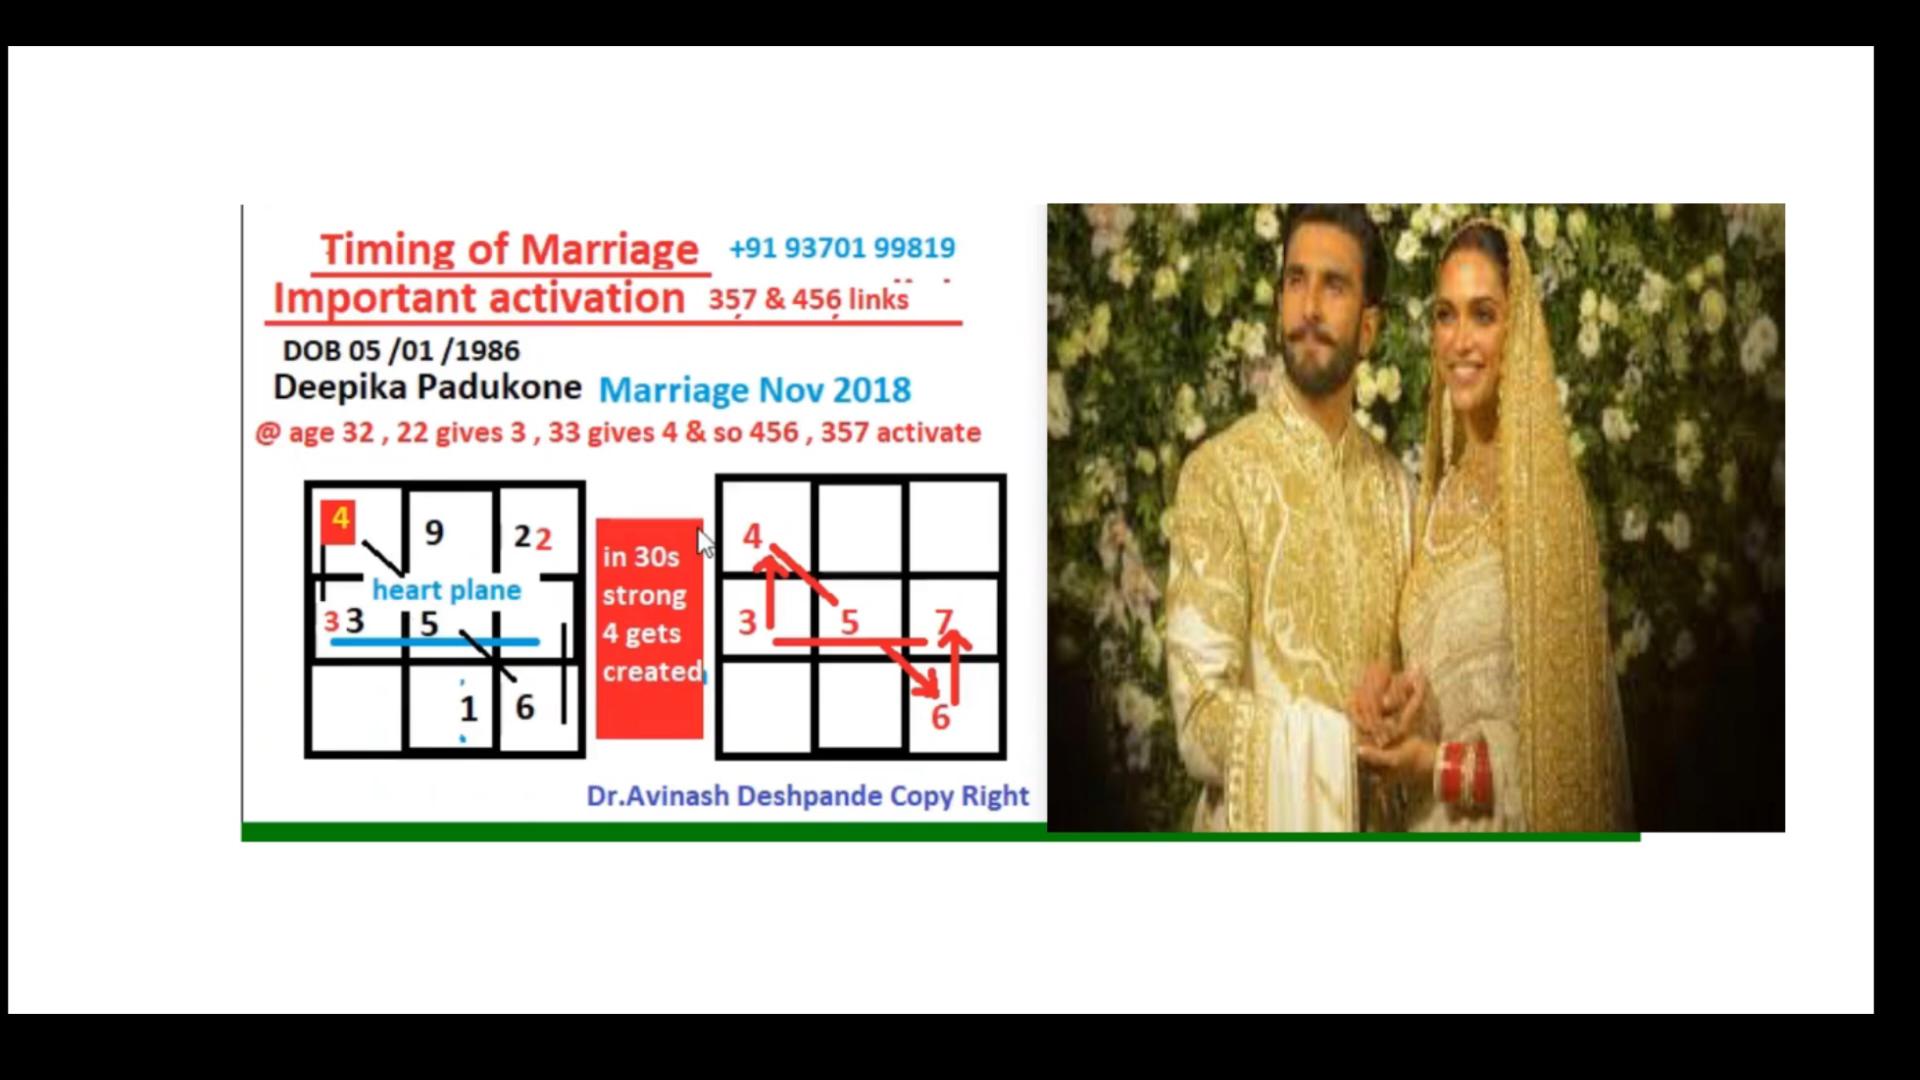 Timing of Marriage +91 93701 99819
Important activation 357 & 456 links
DOB 05 /01 /1986
Deepika Padukone Marriage Nov 2018
@ age 32 , 22 gives 3 , 33 gives 4 & so 456 , 357 activate
4 9 2 2
heart plane
3 3 5
1 6
in 30s
strong
4 gets
created
4
3 5 7
6
Dr.Avinash Deshpande Copy Right